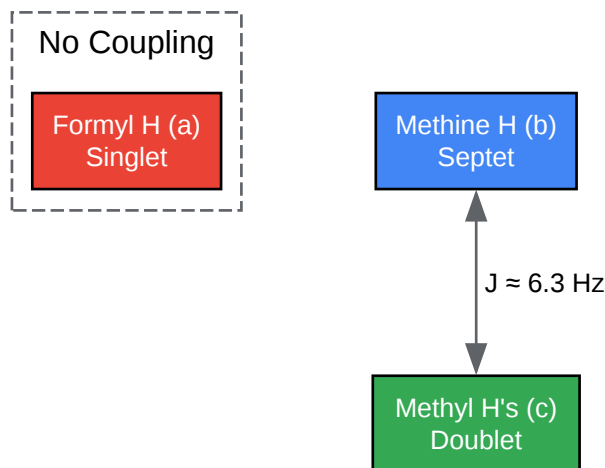 No Coupling
Formyl H (a)
Singlet
Methine H (b)
Septet
J ≈ 6.3 Hz
Methyl H's (c)
Doublet